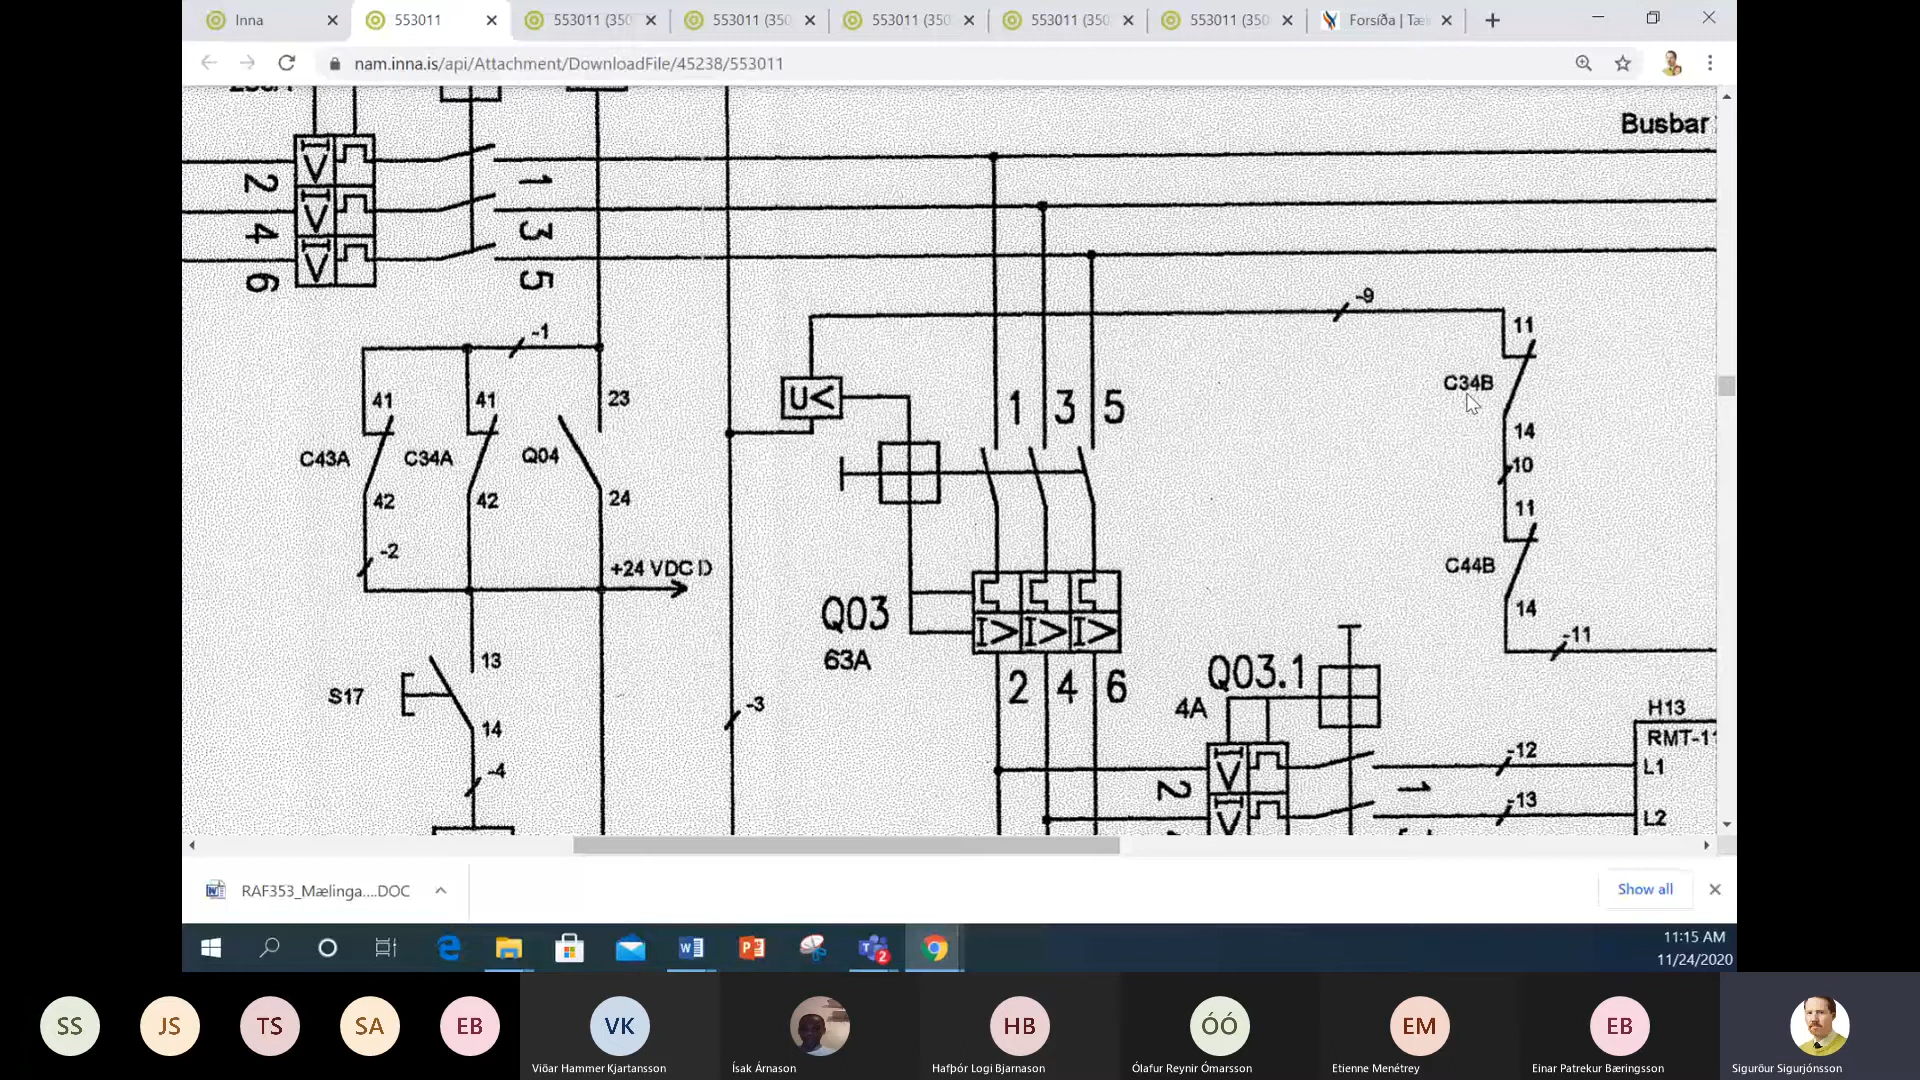 Inna
553011
553011 (350
553011 (350
553011 (350
553011 (350
553011 (350
Forsíða | Tæ
nam.inna.is/api/Attachment/DownloadFile/45238/553011
Busbar
2
1
4
3
6
5
-9
-1
11
C34B
14
10
11
C44B
14
-11
41
41
23
C43A
C34A
Q04
42
42
24
-2
+24 VDC D
U<
1 3 5
Q03
63A
I> I> I>
2 4 6
S17
13
14
-4
-3
Q03.1
4A
I>
I>
2
1
-12
-13
H13
RMT-11
L1
L2
RAF353_Mælinga....DOC
Show all
2
11:15 AM
11/24/2020
SS
JS
TS
SA
EB
VK
HB
ÓÓ
EM
EB
Viðar Hammer Kjartansson
Ísak Árnason
Hafþór Logi Bjarnason
Ólafur Reynir Ómarsson
Etienne Menétrey
Einar Patrekur Bæringsson
Sigurður Sigurjónsson